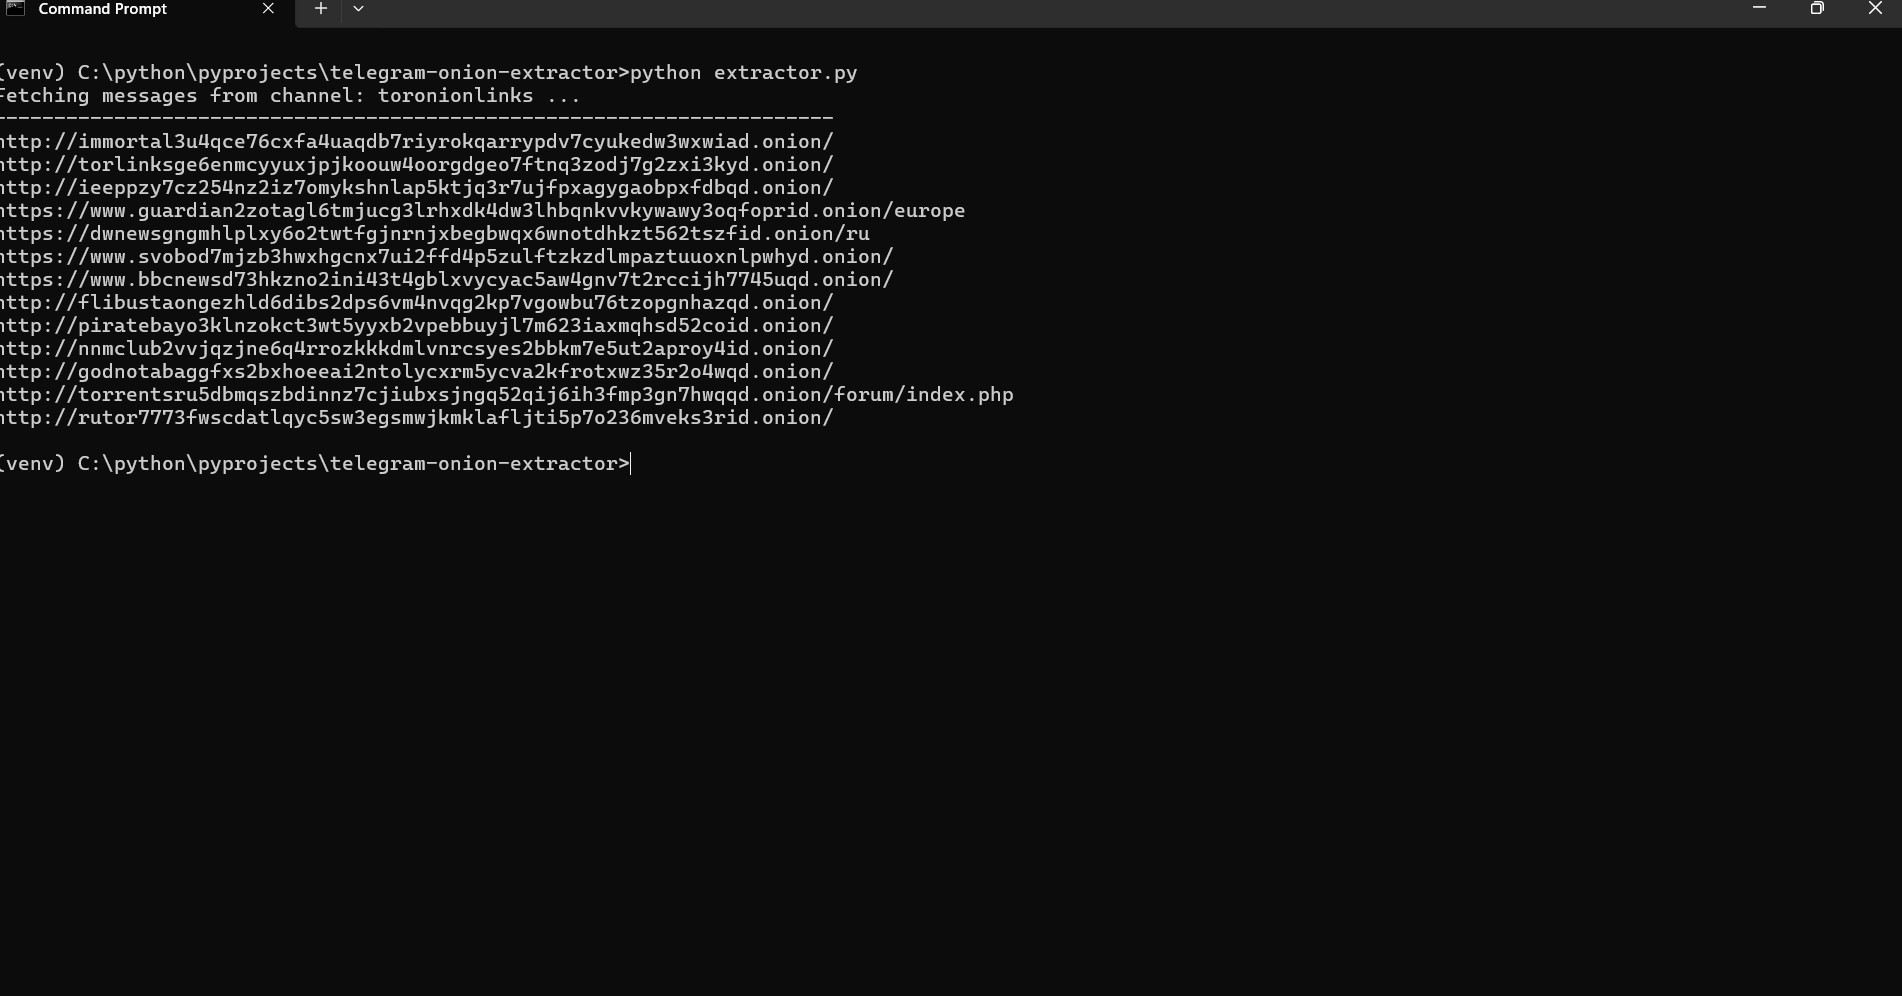 Command Prompt
(venv) C:\python\pyprojects\telegram-onion-extractor>python extractor.py
Fetching messages from channel: toronionlinks ...
----------------------------------------------------------------------
http://immortal3u4qce76cxfa4uaqdb7riyrokqarrypdv7cyukedw3wxwiad.onion/
http://torlinksge6enmcyyuxjpjkoouw4oorgdgeo7ftnq3zodj7g2zxi3kyd.onion/
http://ieeppzy7cz254nz2iz7omykshnlap5ktjq3r7ujfpxagygaobpxfdbqd.onion/
https://www.guardian2zotagl6tmjucg3lrhxdk4dw3lhbqnkvvkywawy3oqfoprid.onion/europe
https://dwnewsgngmhlplxy6o2twtfgjnrnjxbegbwqx6wnotdhkzt562tszfid.onion/ru
https://www.svobod7mjzb3hwxhgcnx7ui2ffd4p5zulftzkzdlmpaztuuoxnlpwhyd.onion/
https://www.bbcnewsd73hkzno2ini43t4gblxvycyac5aw4gnv7t2rccijh7745uqd.onion/
http://flibustaongezhld6dibs2dps6vm4nvqg2kp7vgowbu76tzopgnhazqd.onion/
http://piratebayo3klnzokct3wt5yyxb2vpebbuyjl7m623iaxmqhsd52coid.onion/
http://nnmclub2vvjqzjne6q4rrozkkkdmlvnrcsyes2bbkm7e5ut2aproy4id.onion/
http://godnotabaggfxs2bxhoeeai2ntolycxrm5ycva2kfrotxwz35r2o4wqd.onion/
http://torrentsru5dbmqszbdinnz7cjiubxsjngq52qij6ih3fmp3gn7hwqqd.onion/forum/index.php
http://rutor7773fwscdatlqyc5sw3egsmwjkmklafljti5p7o236mveks3rid.onion/
(venv) C:\python\pyprojects\telegram-onion-extractor>